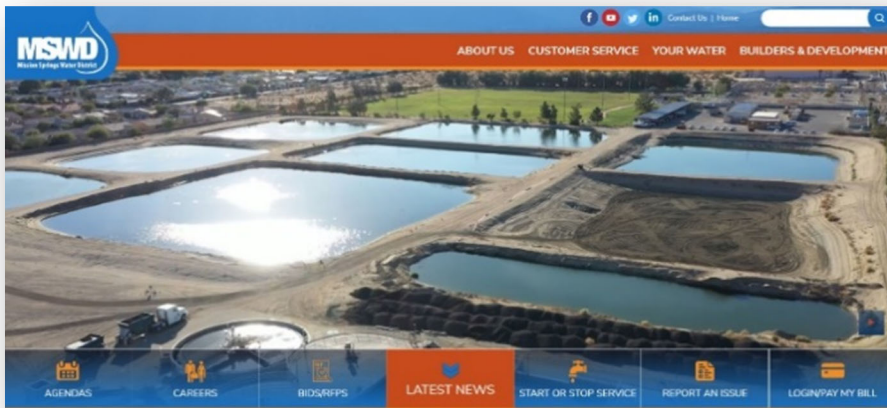 Contact Us | Home
MSWD
Mission Springs Water District
ABOUT US CUSTOMER SERVICE YOUR WATER BUILDERS & DEVELOPMENT
AGENDAS
CAREERS
BIDS/RFPS
LATEST NEWS
START OR STOP SERVICE
REPORT AN ISSUE
LOGIN/PAY MY BILL